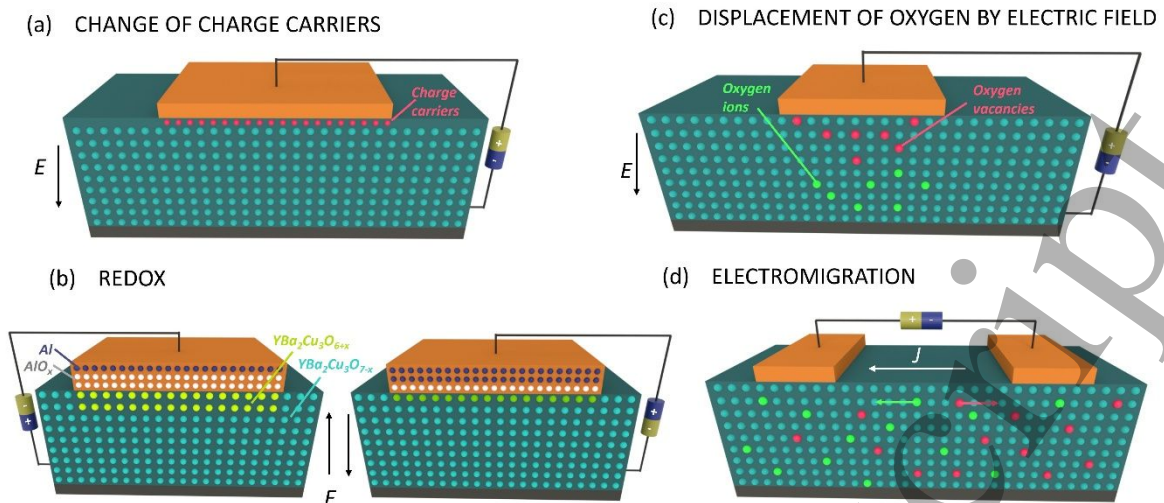 (a) CHANGE OF CHARGE CARRIERS
Charge
carriers
+
-
E
(c) DISPLACEMENT OF OXYGEN BY ELECTRIC FIELD
Oxygen
ions
Oxygen
vacancies
+
-
E
(b) REDOX
Al
AlOₓ
YBa₂Cu₃O₆₊ₓ
YBa₂Cu₃O₇₋ₓ
-
+
E
+
-
(d) ELECTROMIGRATION
+ -
J